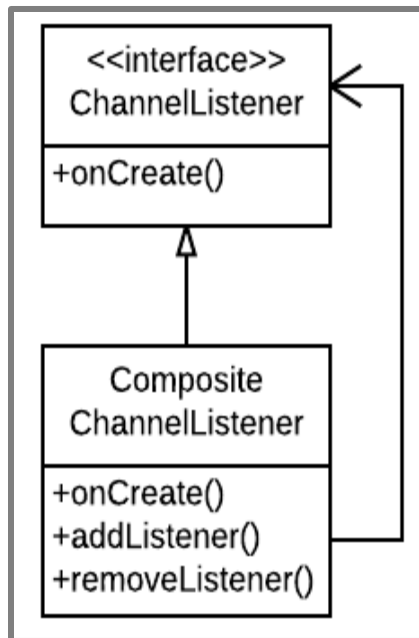 <<interface>>
ChannelListener
+onCreate()
Composite
ChannelListener
+onCreate()
+addListener()
+removeListener()